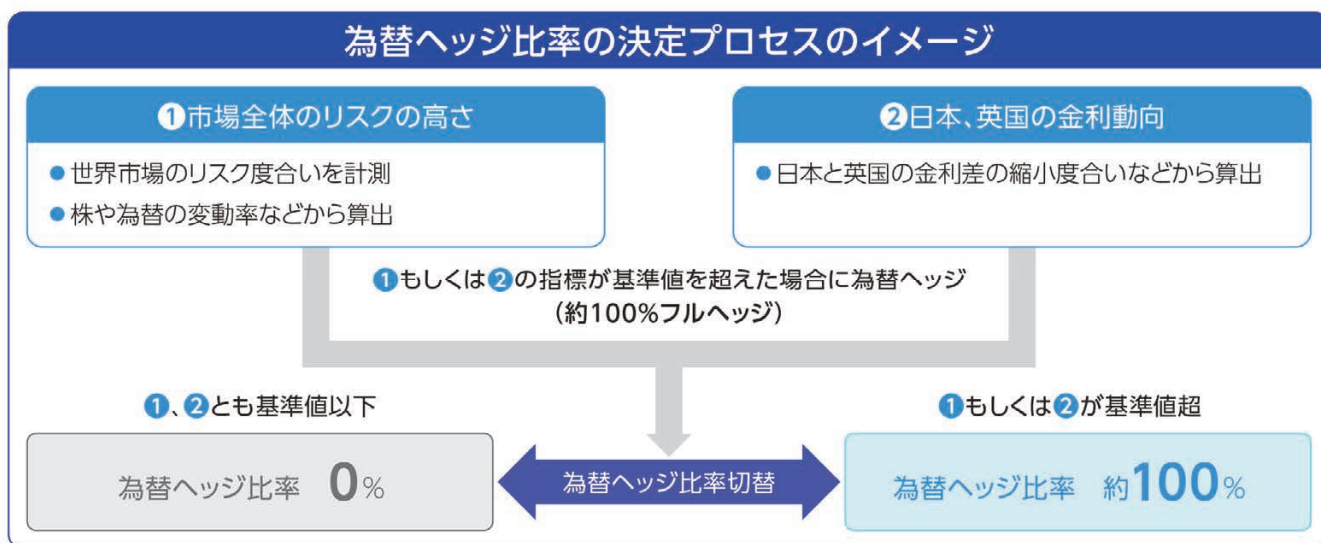 為替ヘッジ比率の決定プロセスのイメージ
❶市場全体のリスクの高さ
● 世界市場のリスク度合いを計測
● 株や為替の変動率などから算出
❷日本、英国の金利動向
● 日本と英国の金利差の縮小度合いなどから算出
❶もしくは❷の指標が基準値を超えた場合に為替ヘッジ
（約100%フルヘッジ）
❶、❷とも基準値以下
為替ヘッジ比率 0%
為替ヘッジ比率切替
❶もしくは❷が基準値超
為替ヘッジ比率 約100%